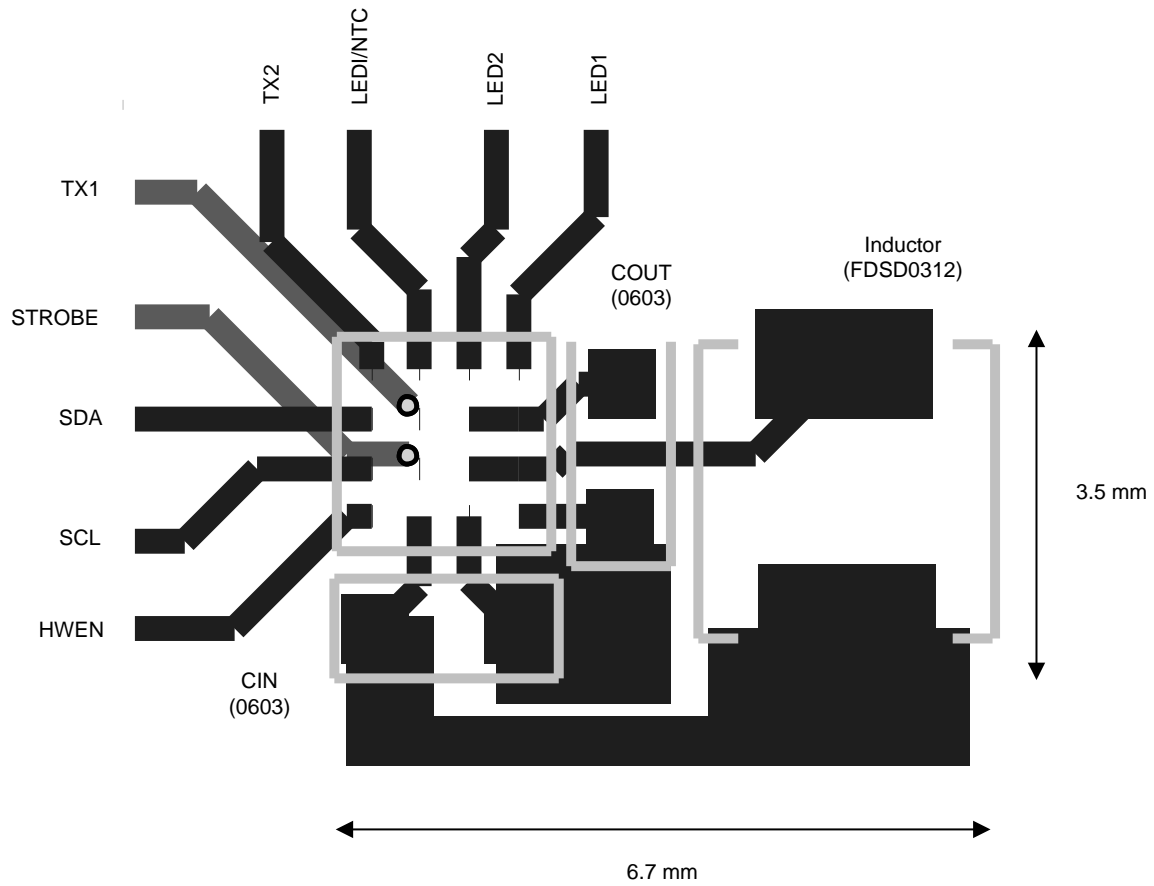 TX2
LEDI/NTC
LED2
LED1
TX1
STROBE
SDA
SCL
HWEN
COUT
(0603)
Inductor
(FDSD0312)
3.5 mm
CIN
(0603)
6.7 mm